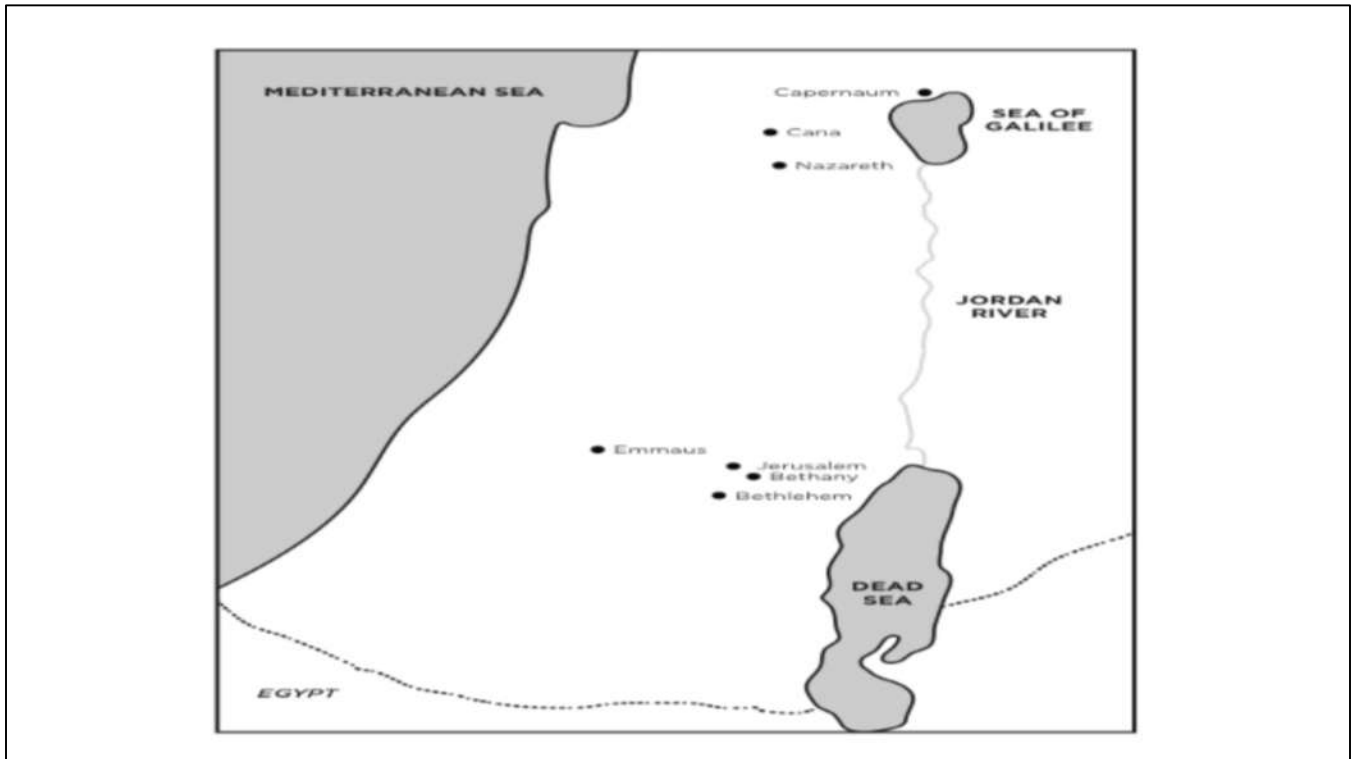 MEDITERRANEAN SEA
Capernaum
SEA OF
GALILEE
Cana
Nazareth
JORDAN
RIVER
Emmaus
Jerusalem
Bethany
Bethlehem
DEAD
SEA
EGYPT